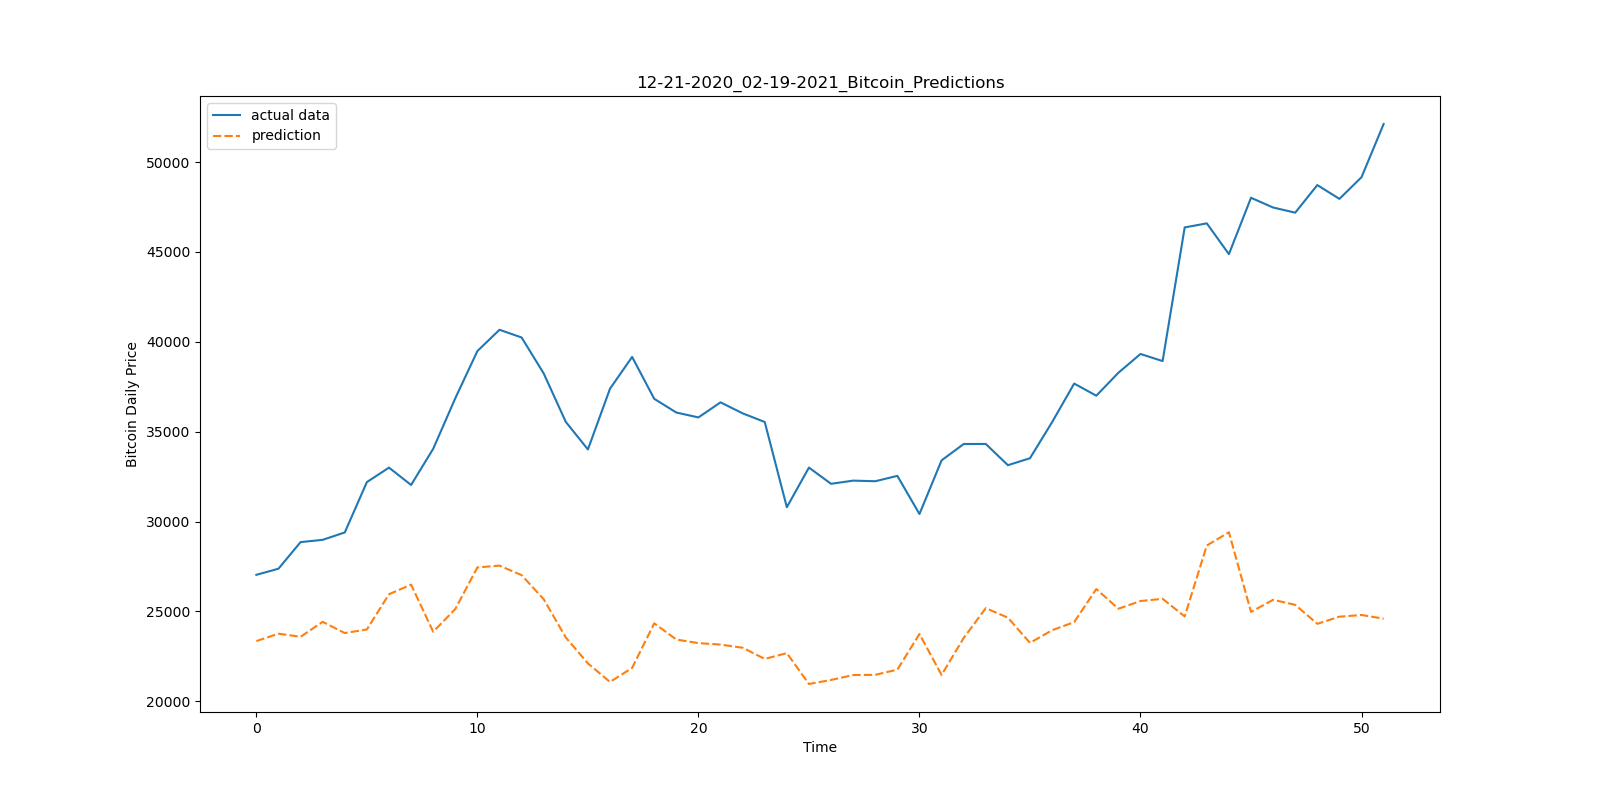 12-21-2020_02-19-2021_Bitcoin_Predictions
actual data
prediction
Bitcoin Daily Price
50000
45000
40000
35000
30000
25000
20000
0 10 20 30 40 50
Time